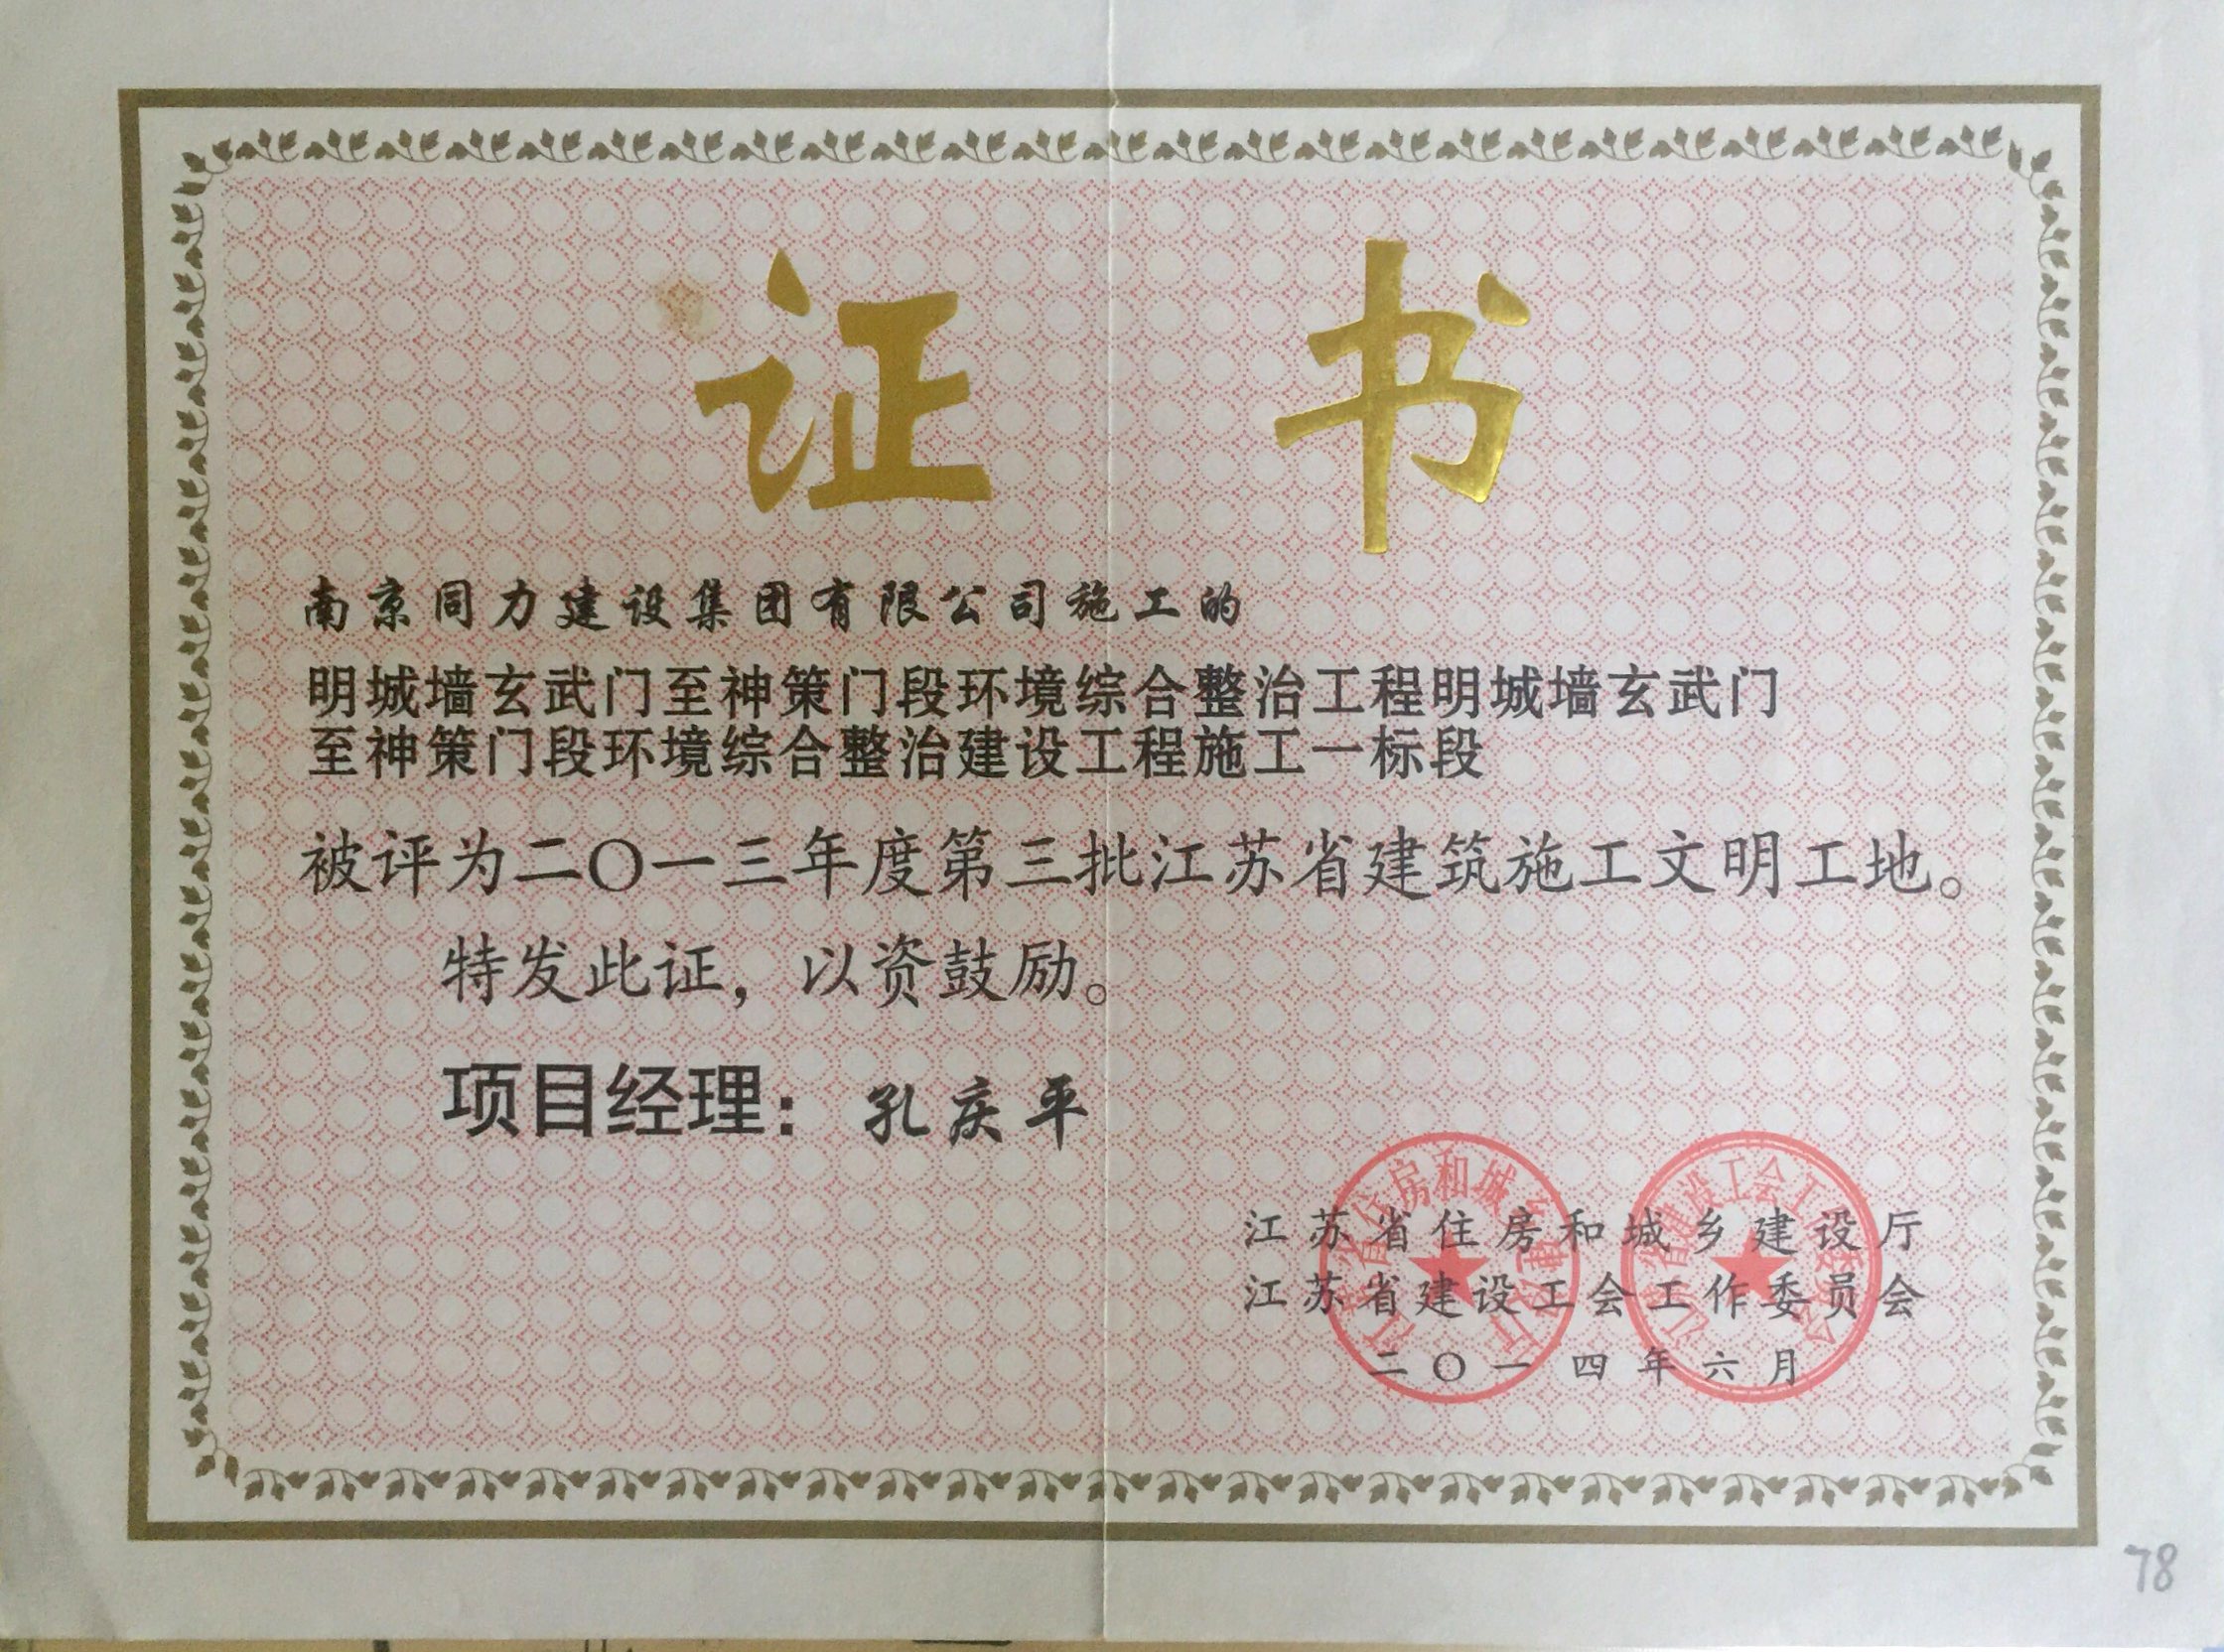 证书
南京同力建设集团有限公司施工的
明城墙玄武门至神策门段环境综合整治工程明城墙玄武门
至神策门段环境综合整治建设工程施工一标段
被评为二〇一三年度第三批江苏省建筑施工文明工地。
特发此证，以资鼓励。
项目经理：孔庆平
江苏省住房和城乡建设厅
江苏省建设工会工作委员会
二〇一四年六月
78